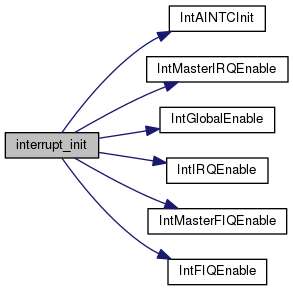 IntAINTCInit
IntMasterIRQEnable
IntGlobalEnable
interrupt_init
IntIRQEnable
IntMasterFIQEnable
IntFIQEnable